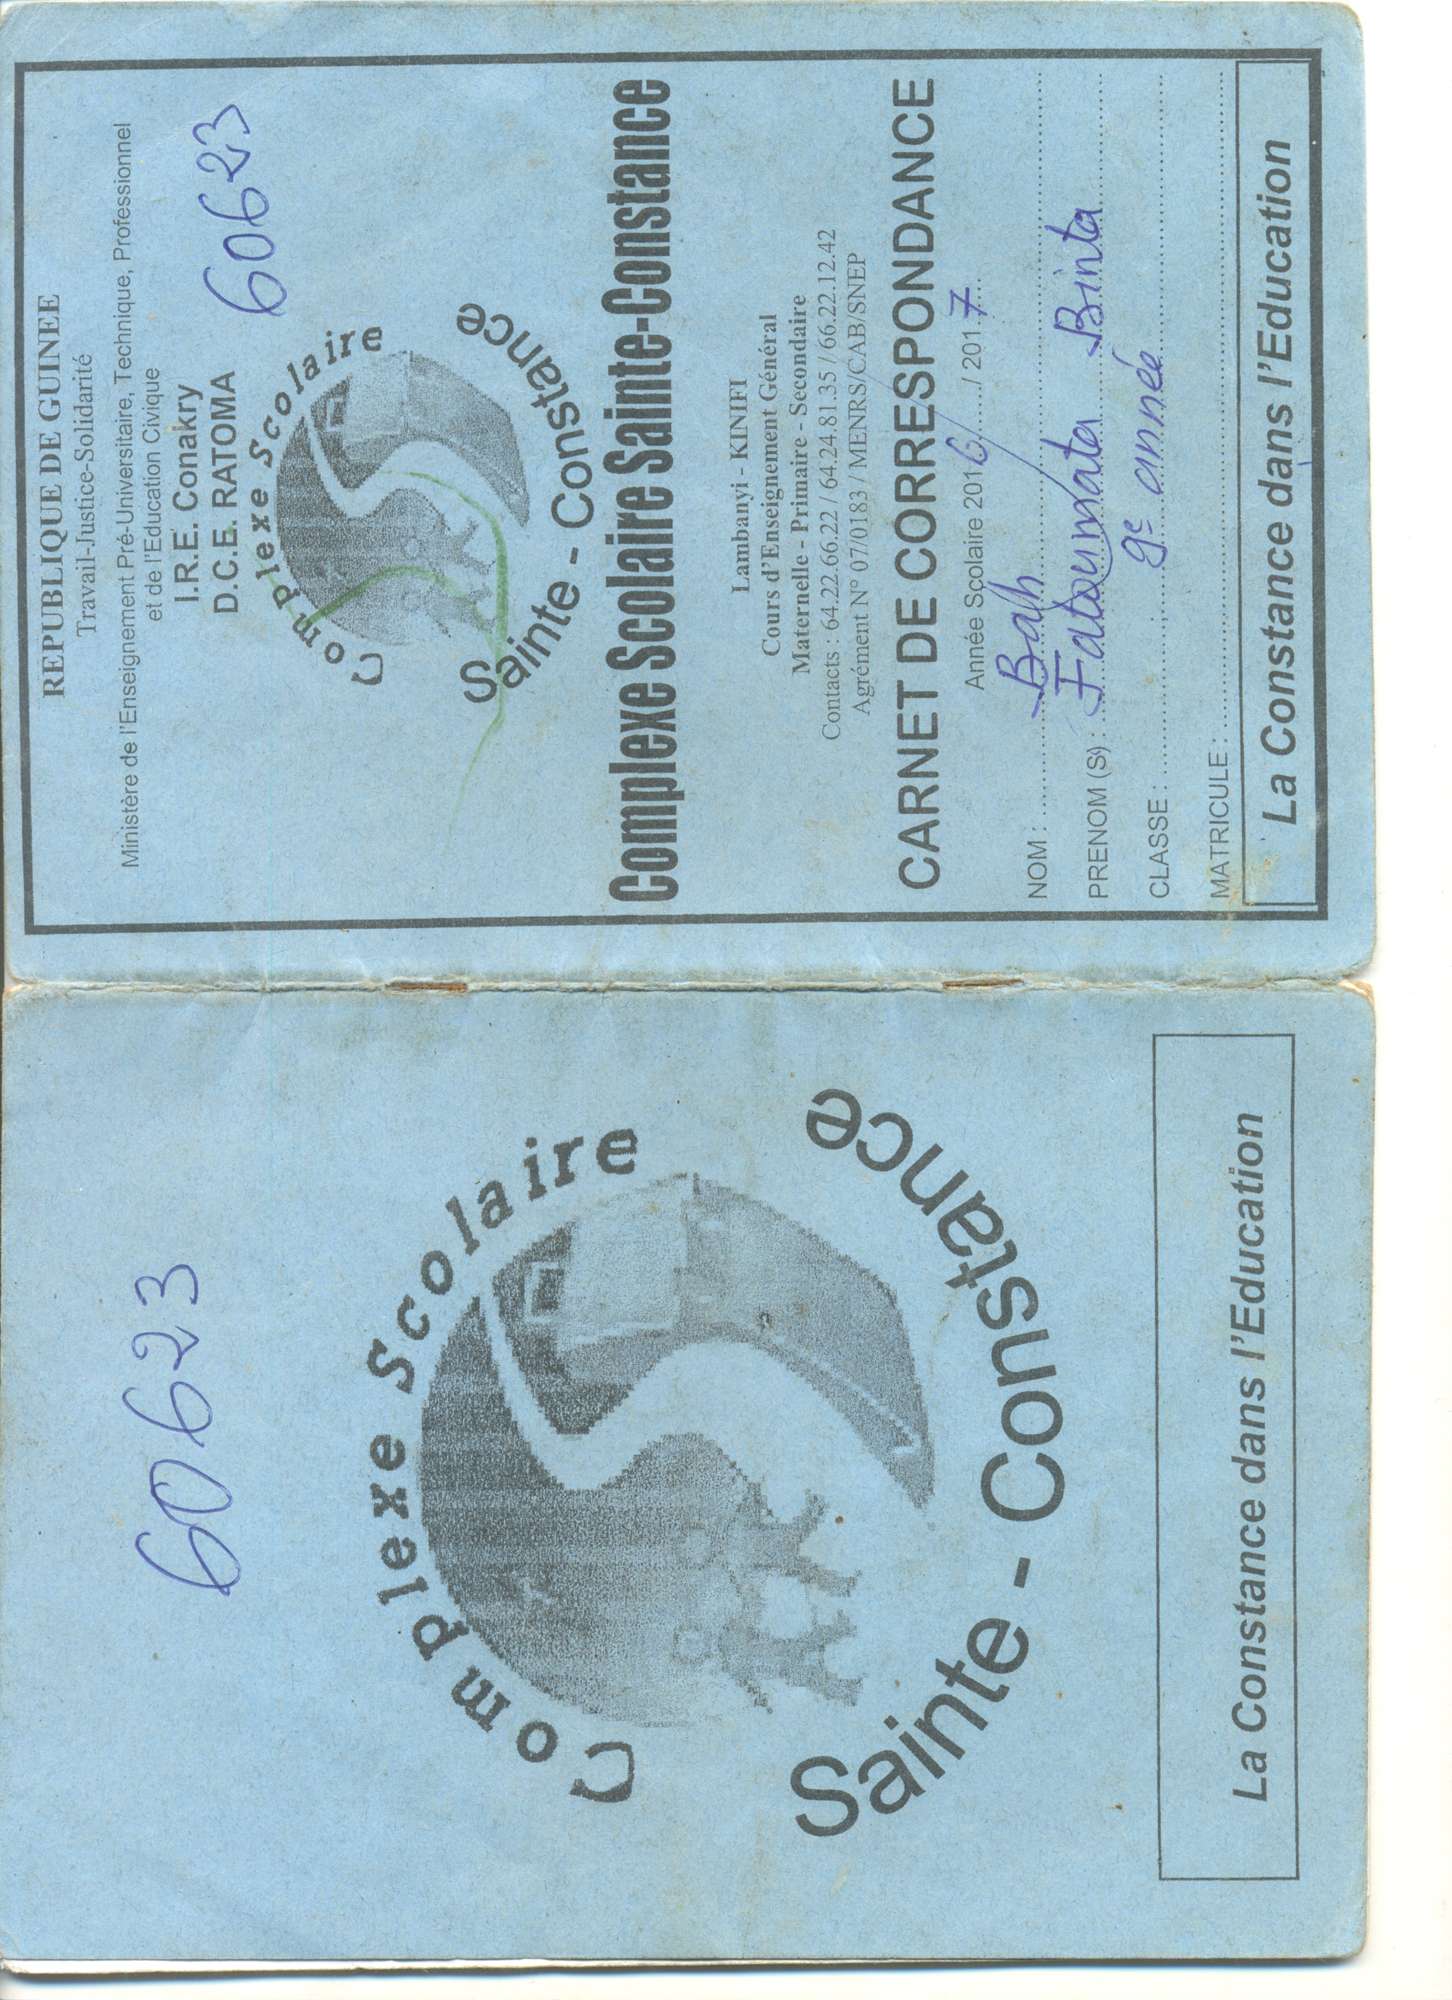 REPUBLIQUE DE GUINEE
Travail-Justice-Solidarité
Ministère de l'Enseignement Pré-Universitaire, Technique, Professionnel
et de l'Education Civique
I.R.E. Conakry
D.C.E. RATOMA
60623
Complexe Scolaire
Sainte - Constance
Complexe Scolaire Sainte-Constance
Lambanyi - KINIFI
Cours d'Enseignement Général
Maternelle - Primaire - Secondaire
Contacts : 64.22.66.22 / 64.24.81.35 / 66.22.12.42
Agrément N° 07/0183 / MENRS/CAB/SNEP
CARNET DE CORRESPONDANCE
Année Scolaire 2016/ / 2017
NOM : Bah
PRENOM (S) : Fatoumata Binta
CLASSE : 9e année
MATRICULE :
La Constance dans l'Education
60623
Complexe Scolaire
Sainte - Constance
La Constance dans l'Education